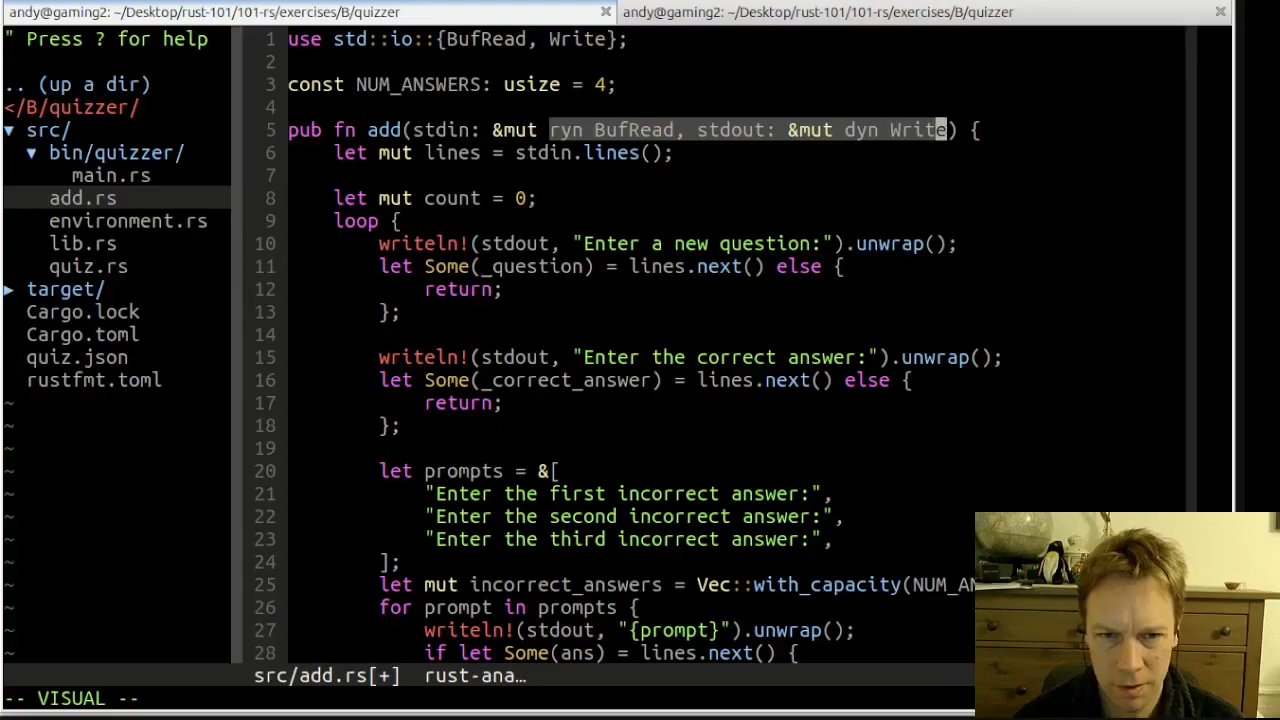 andy@gaming2: ~/Desktop/rust-101/101-rs/exercises/B/quizzer × andy@gaming2: ~/Desktop/rust-101/101-rs/exercises/B/quizzer ×
" Press ? for help
.. (up a dir)
</B/quizzer/
▼ src/
▼ bin/quizzer/
main.rs
add.rs
environment.rs
lib.rs
quiz.rs
▶ target/
Cargo.lock
Cargo.toml
quiz.json
rustfmt.toml
~
~
~
~
~
~
~
~
~
~
~
~
1 use std::io::{BufRead, Write};
2
3 const NUM_ANSWERS: usize = 4;
4
5 pub fn add(stdin: &mut ryn BufRead, stdout: &mut dyn Write) {
6 let mut lines = stdin.lines();
7
8 let mut count = 0;
9 loop {
10 writeln!(stdout, "Enter a new question:").unwrap();
11 let Some(_question) = lines.next() else {
12 return;
13 };
14
15 writeln!(stdout, "Enter the correct answer:").unwrap();
16 let Some(_correct_answer) = lines.next() else {
17 return;
18 };
19
20 let prompts = &[
21 "Enter the first incorrect answer:",
22 "Enter the second incorrect answer:",
23 "Enter the third incorrect answer:",
24 ];
25 let mut incorrect_answers = Vec::with_capacity(NUM_AN
26 for prompt in prompts {
27 writeln!(stdout, "{prompt}").unwrap();
28 if let Some(ans) = lines.next() {
src/add.rs[+] rust-ana…
-- VISUAL --